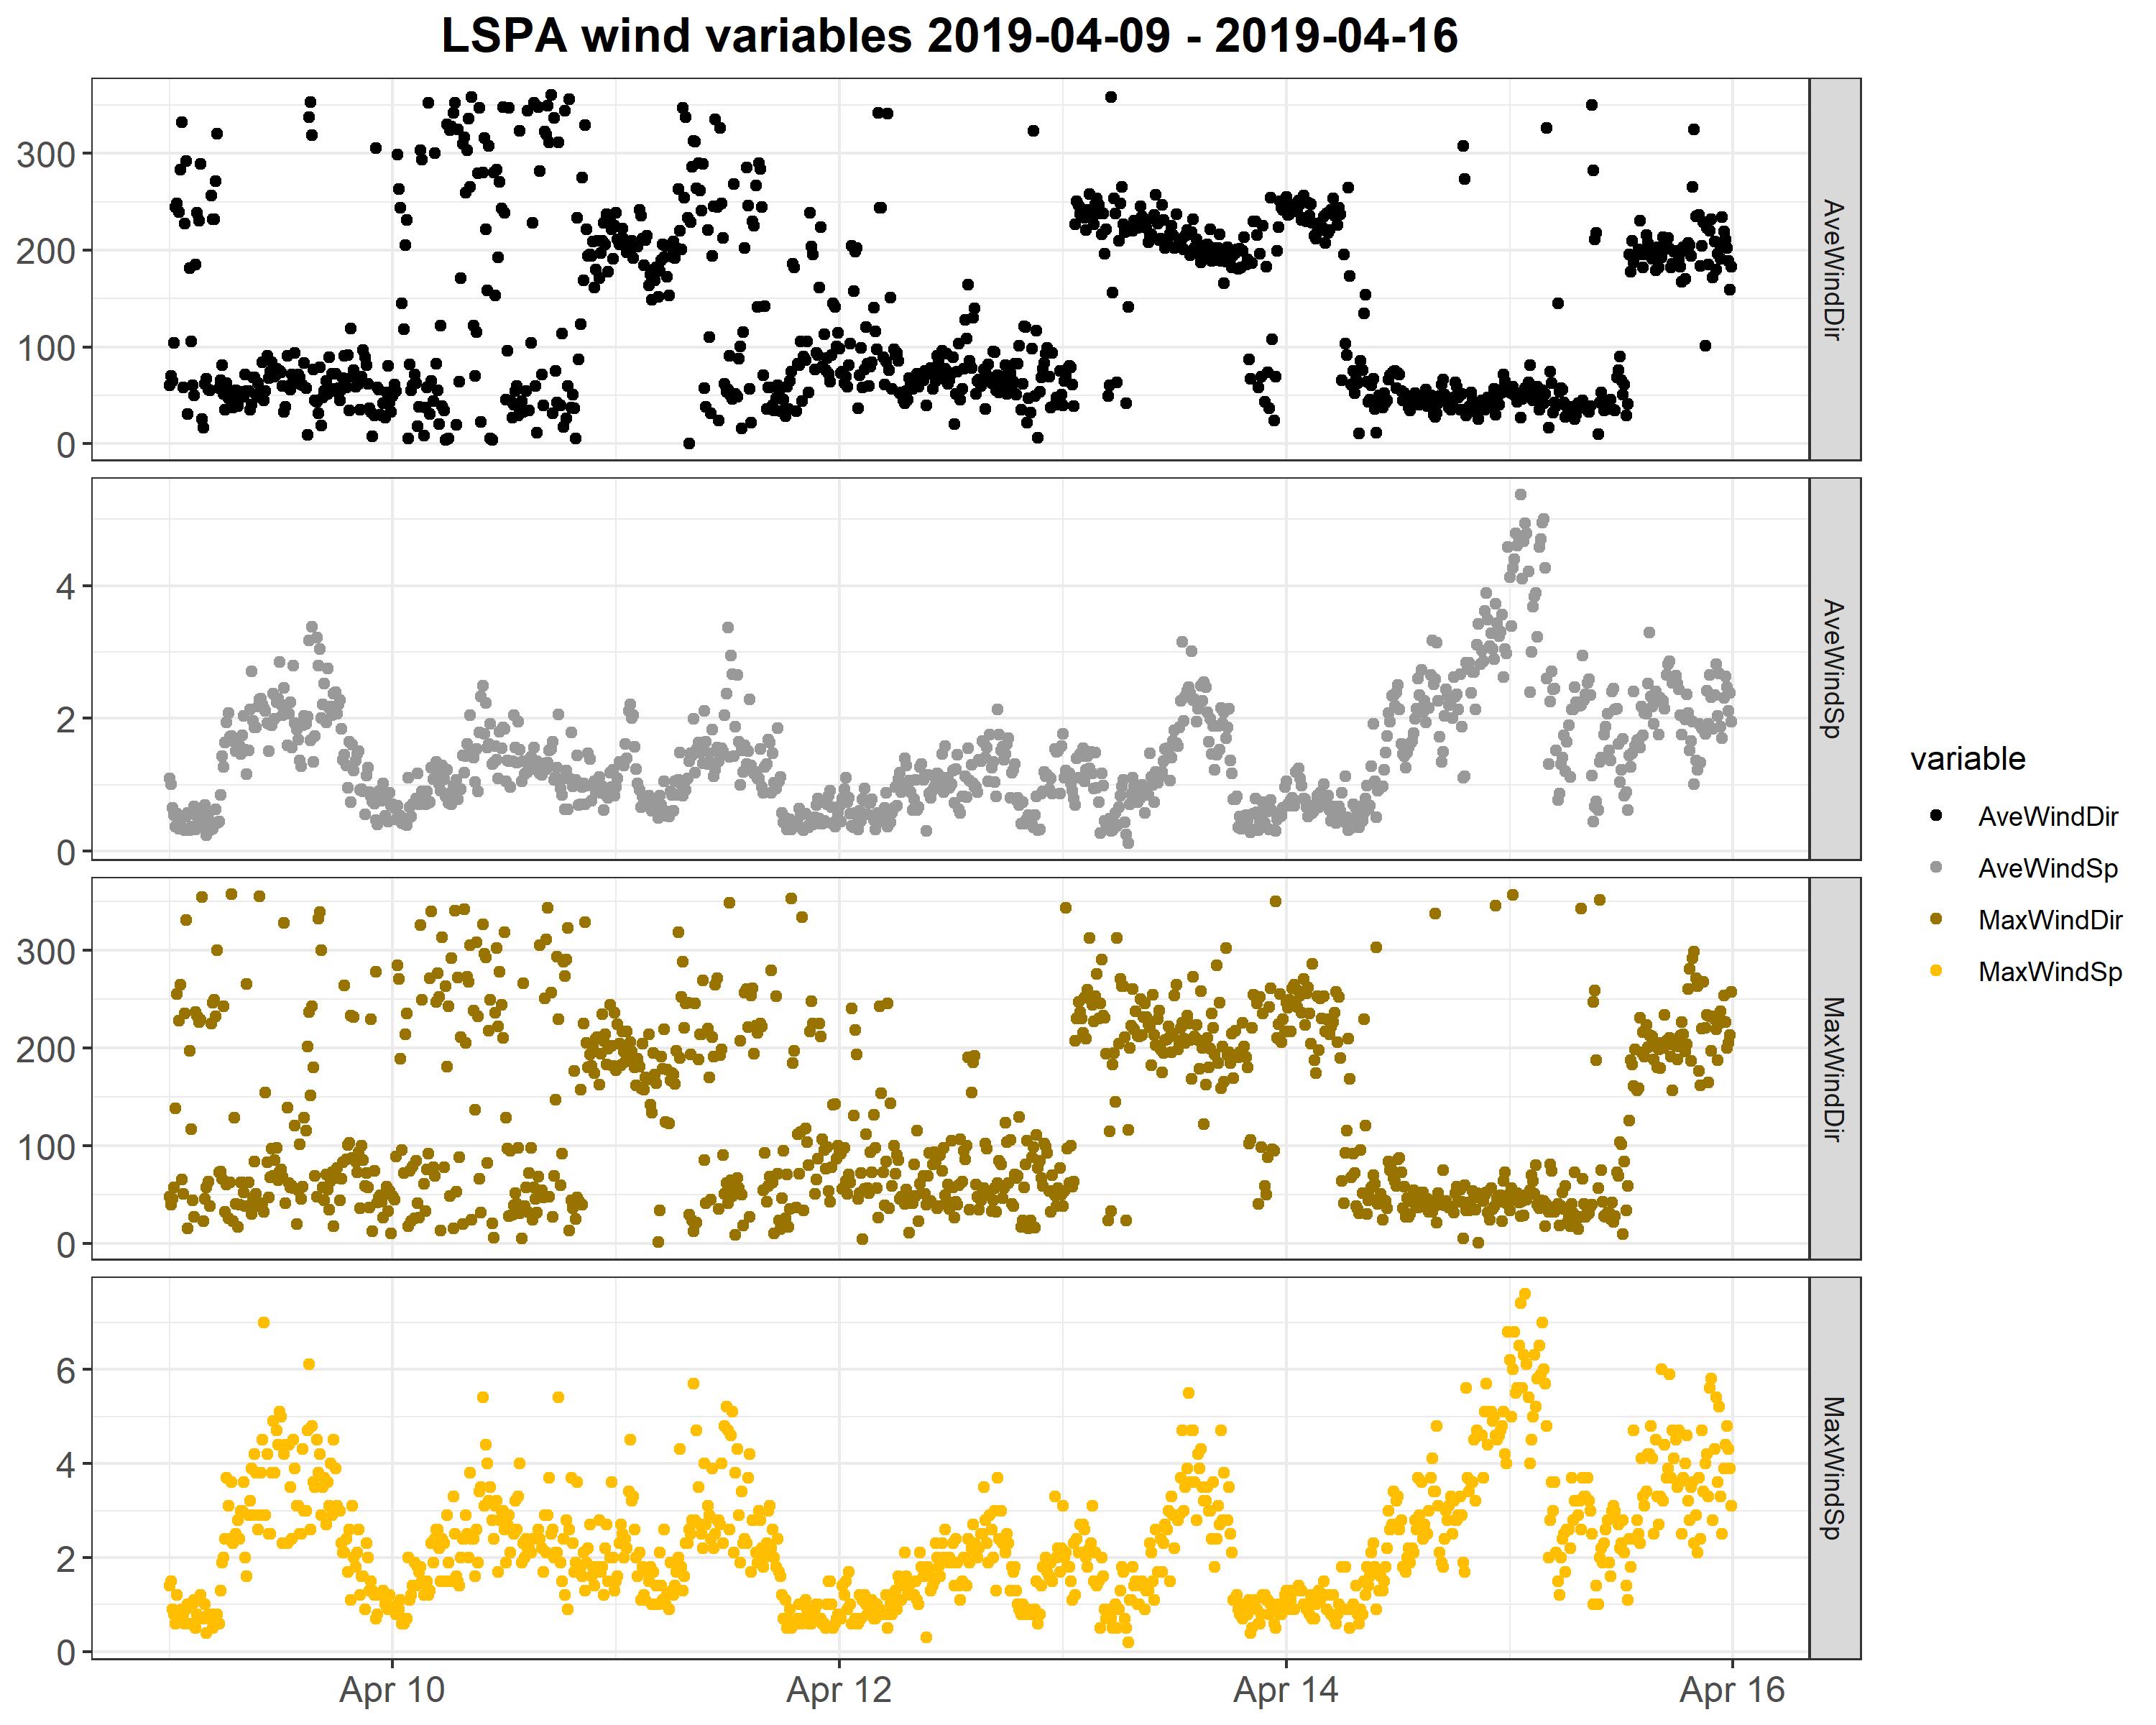 LSPA wind variables 2019-04-09 - 2019-04-16
300
200
100
0
AveWindDir
4
2
0
AveWindSp
300
200
100
0
MaxWindDir
6
4
2
0
MaxWindSp
Apr 10
Apr 12
Apr 14
Apr 16
variable
AveWindDir
AveWindSp
MaxWindDir
MaxWindSp